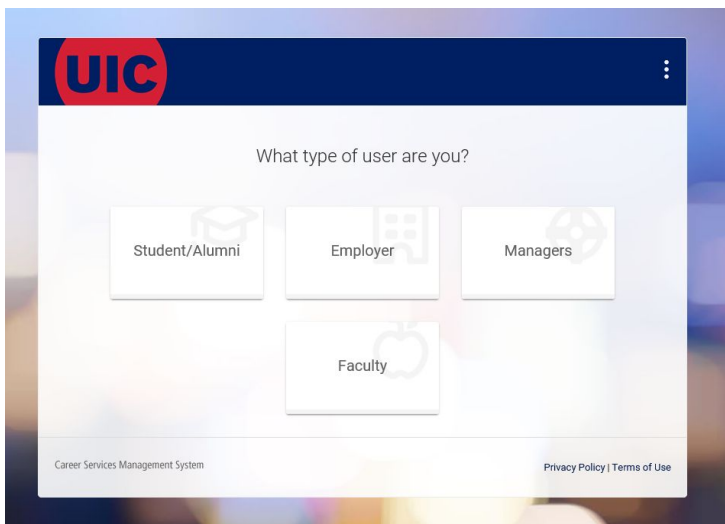 UIC
What type of user are you?
Student/Alumni
Employer
Managers
Faculty
Career Services Management System
Privacy Policy | Terms of Use